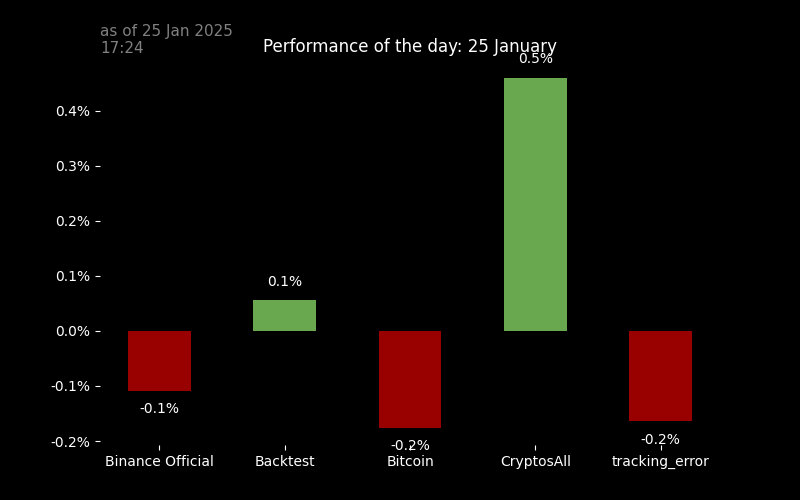 as of 25 Jan 2025
17:24
Performance of the day: 25 January
0.5%
0.4%
0.3%
0.2%
0.1%
0.1%
0.0%
-0.1%
-0.1%
-0.2%
-0.2%
-0.2%
Binance Official
Backtest
Bitcoin
CryptosAll
tracking_error